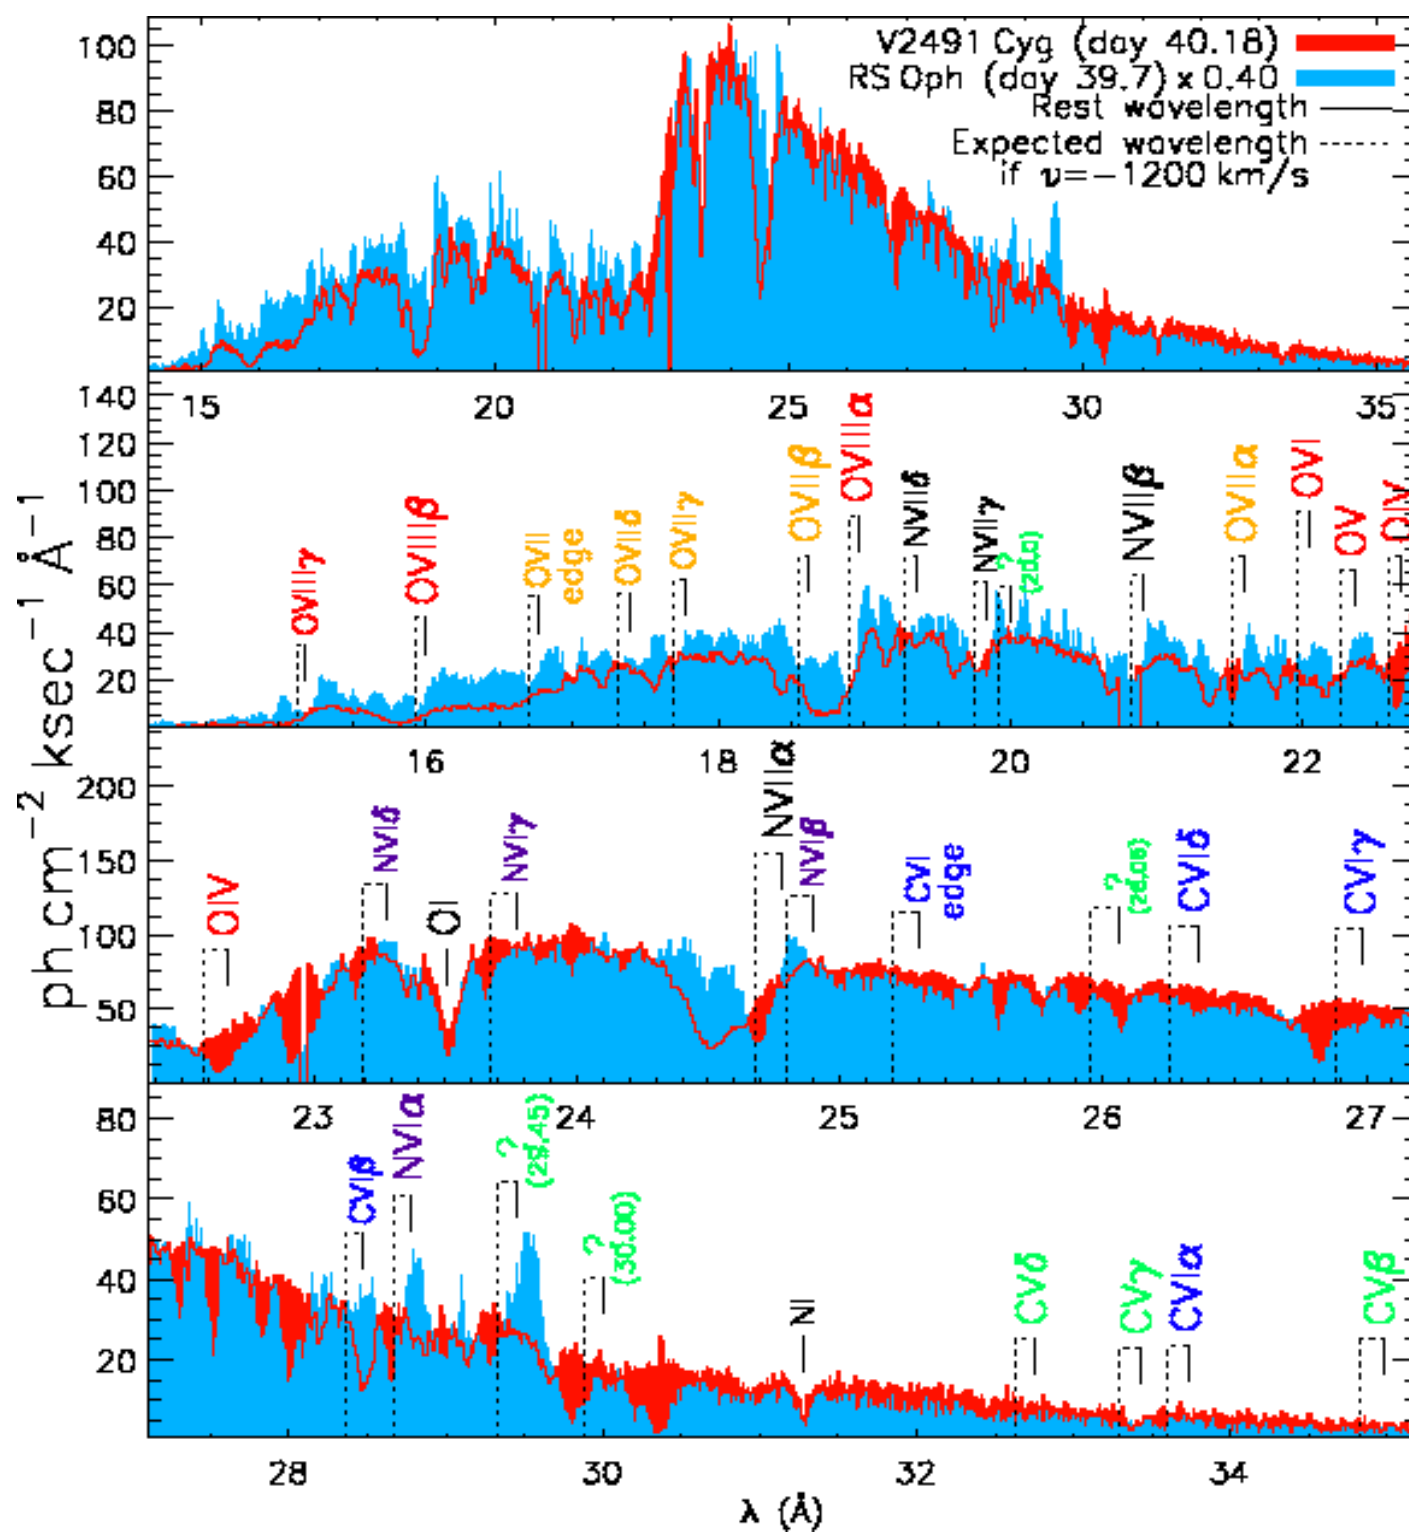 V2491 Cyg (day 40.18)
RS Oph (day 39.7) x 0.40
Rest wavelength
Expected wavelength
if v=−1200 km/s
100
80
60
40
20
15 20 25 30 35
ph cm−2 ksec−1 Å−1
140
120
100
80
60
40
20
OVIIIγ
OVIIIβ
OVII
edge
OVIIδ
OVIIγ
OVIIβ
OVIIIα
NVIIδ
NVIIγ
?
NVIIβ
OVIIα
OVI
OV
OIV
16 18 20 22
200
150
100
50
OIV
NVIδ
OI
NVIγ
NVIIα
NVIβ
CVI
edge
?
CVIδ
CVIγ
23 24 25 26 27
80
60
40
20
CVIβ
NVIα
?
(29.45)
?
(30.00)
NI
CVδ
CVγ
CVIα
CVβ
28 30 32 34
λ (Å)